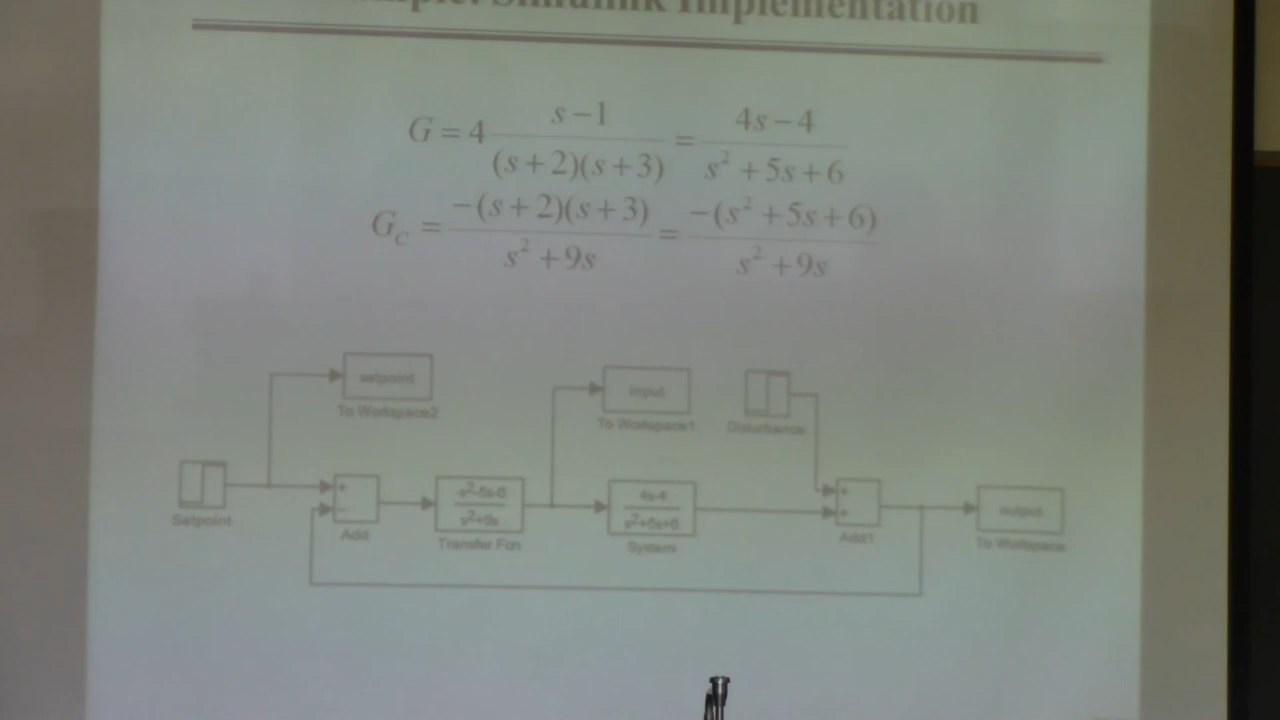 Simulink Implementation
G = 4 (s − 1)/((s + 2)(s + 3)) = (4s − 4)/(s² + 5s + 6)
G_C = −(s + 2)(s + 3)/(s² + 9s) = −(s² + 5s + 6)/(s² + 9s)
setpoint
To Workspace2
input
To Workspace1
Disturbance
Setpoint
+
−
Add
-s²-5s-6
s²+9s
Transfer Fcn
4s-4
s²+5s+6
System
+
+
Add1
output
To Workspace